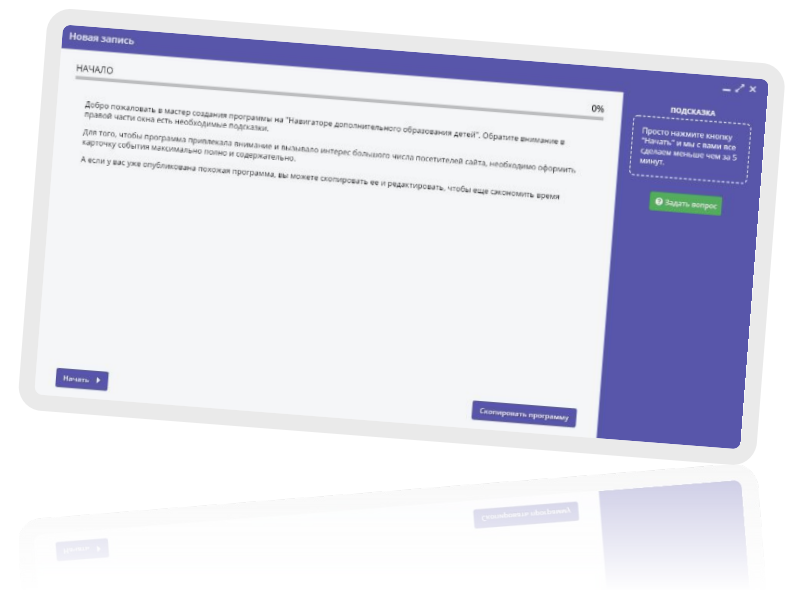 Новая запись
НАЧАЛО
0%
Добро пожаловать в мастер создания программы на "Навигаторе дополнительного образования детей". Обратите внимание в
правой части окна есть необходимые подсказки.
Для того, чтобы программа привлекала внимание и вызывало интерес большого числа посетителей сайта, необходимо оформить
карточку события максимально полно и содержательно.
А если у вас уже опубликована похожая программа, вы можете скопировать ее и редактировать, чтобы еще сэкономить время
Начать
Скопировать программу
ПОДСКАЗКА
Просто нажмите кнопку
"Начать" и мы с вами все
сделаем меньше чем за 5
минут.
Задать вопрос